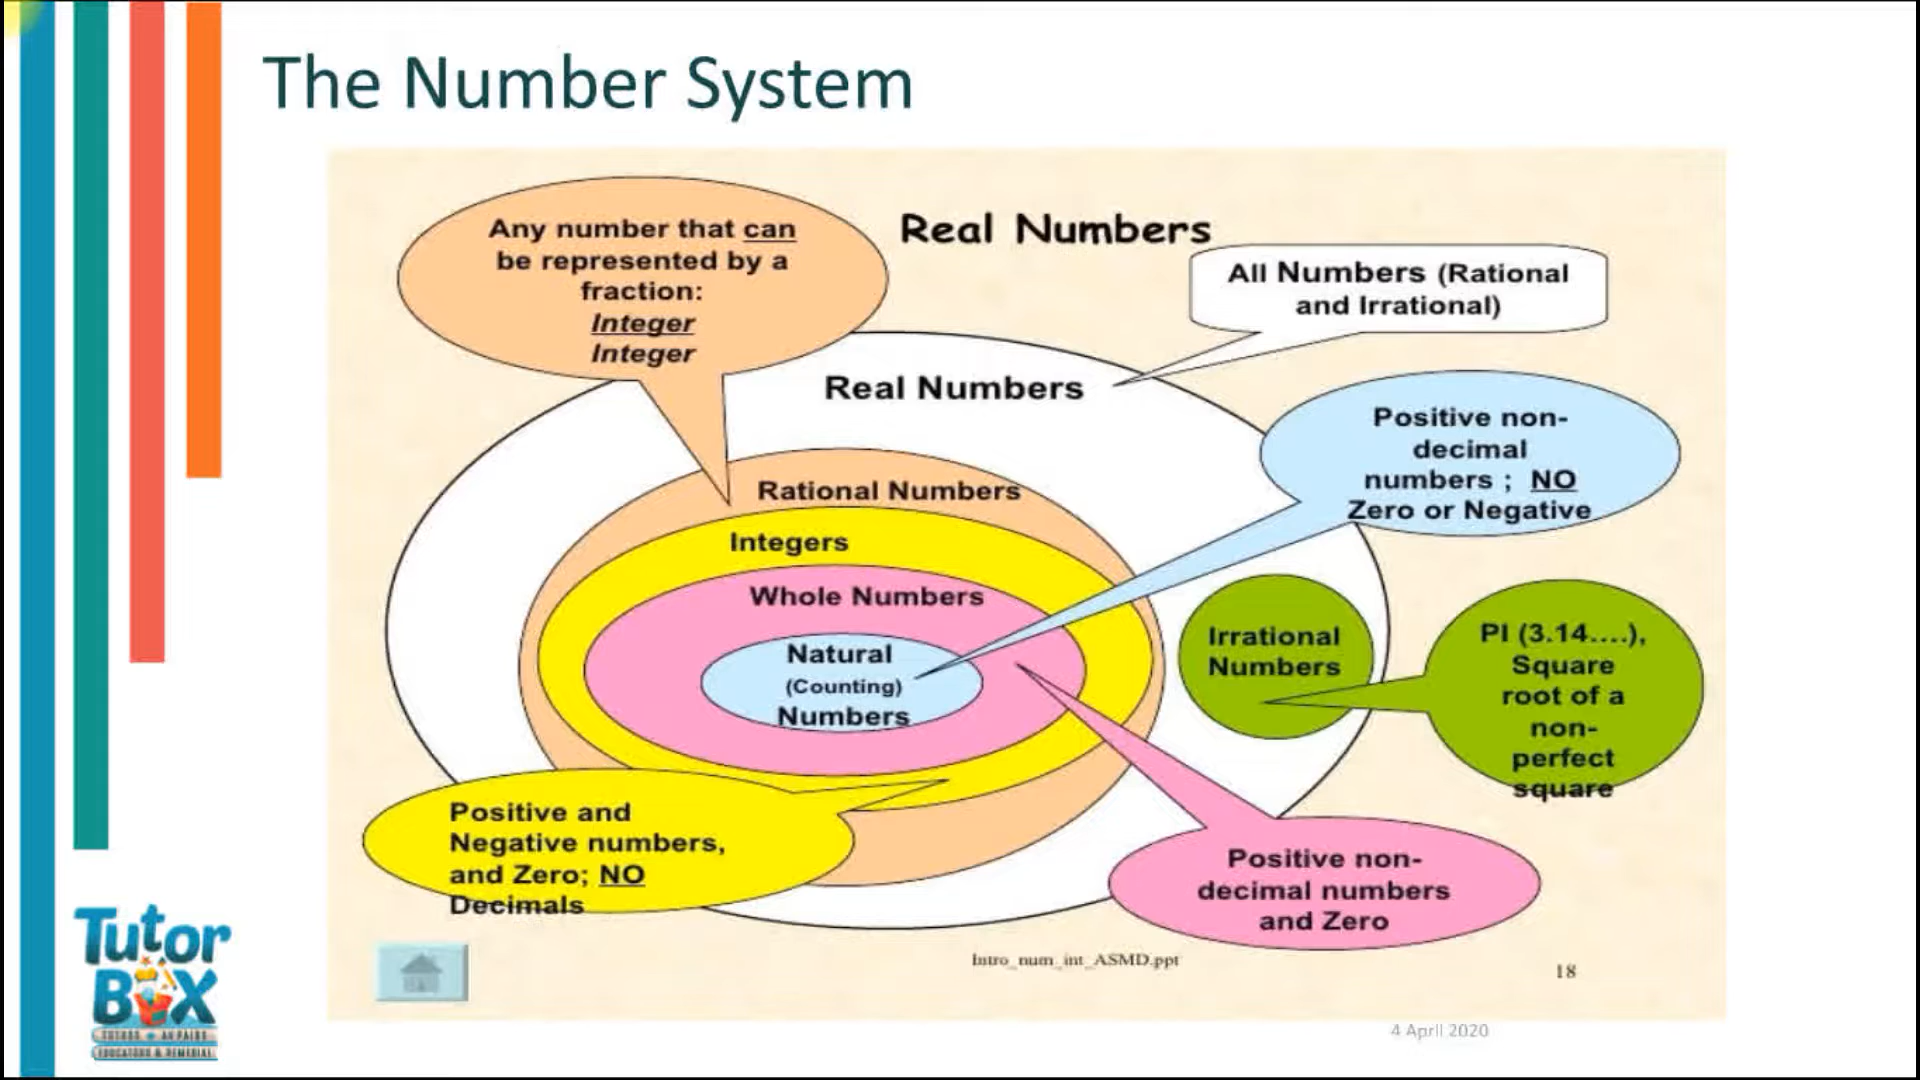 The Number System
Real Numbers
Any number that can
be represented by a
fraction:
Integer
Integer
All Numbers (Rational
and Irrational)
Real Numbers
Positive non-
decimal
numbers ; NO
Zero or Negative
Rational Numbers
Integers
Whole Numbers
Natural
(Counting)
Numbers
Irrational
Numbers
PI (3.14....),
Square
root of a
non-
perfect
square
Positive and
Negative numbers,
and Zero; NO
Decimals
Positive non-
decimal numbers
and Zero
Intro_num_int_ASMD.ppt
18
4 April 2020
Tutor
BOX
TUTORS + AU PAIRS
EDUCATORS & REMEDIAL